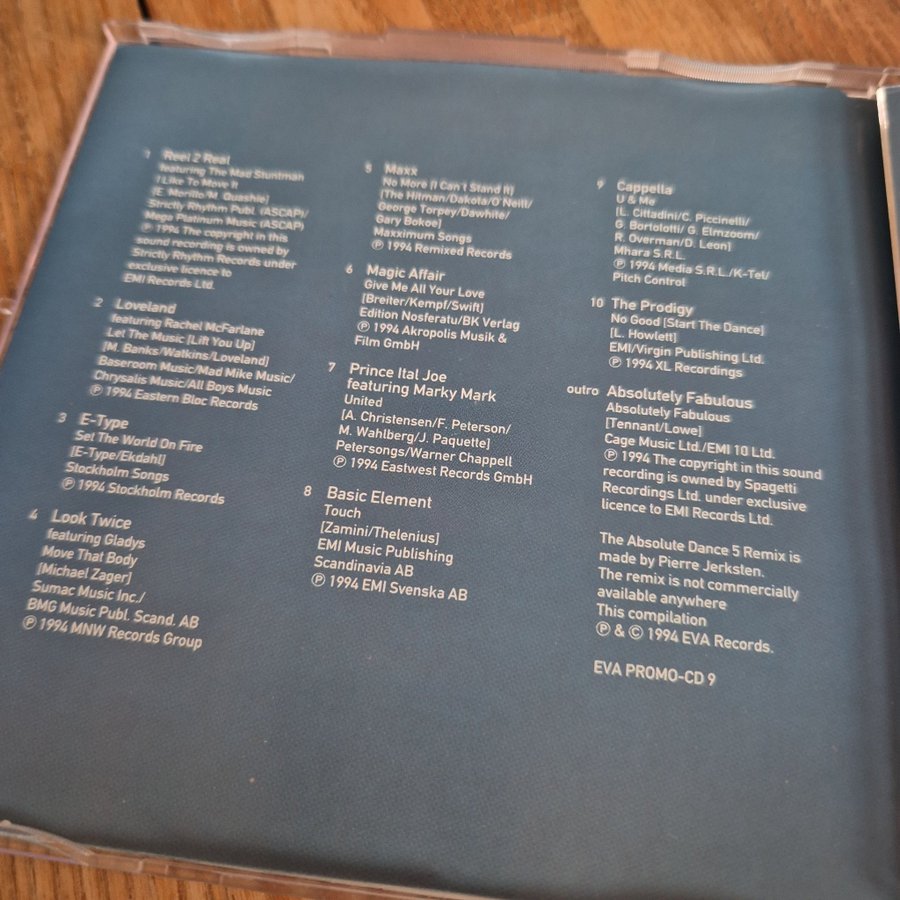 1 Reel 2 Real
featuring The Mad Stuntman
I Like To Move It
[E. Morillo/M. Quashie]
Strictly Rhythm Publ. (ASCAP)/
Mega Platinum Music (ASCAP)
℗ 1994 The copyright in this
sound recording is owned by
Strictly Rhythm Records under
exclusive licence to
EMI Records Ltd.
2 Loveland
featuring Rachel McFarlane
Let The Music [Lift You Up]
[M. Banks/Watkins/Loveland]
Baseroom Music/Mad Mike Music/
Chrysalis Music/All Boys Music
℗ 1994 Eastern Bloc Records
3 E-Type
Set The World On Fire
[E-Type/Ekdahl]
Stockholm Songs
℗ 1994 Stockholm Records
4 Look Twice
featuring Gladys
Move That Body
[Michael Zager]
Sumac Music Inc./
BMG Music Publ. Scand. AB
℗ 1994 MNW Records Group
5 Maxx
No More (I Can't Stand It)
[The Hitman/Dakota/O'Neill/
George Torpey/Dawhite/
Gary Bokoe]
Maxximum Songs
℗ 1994 Remixed Records
6 Magic Affair
Give Me All Your Love
[Breiter/Kempf/Swift]
Edition Nosferatu/BK Verlag
℗ 1994 Akropolis Musik &
Film GmbH
7 Prince Ital Joe
featuring Marky Mark
United
[A. Christensen/F. Peterson/
M. Wahlberg/J. Paquette]
Petersongs/Warner Chappell
℗ 1994 Eastwest Records GmbH
8 Basic Element
Touch
[Zamini/Thelenius]
EMI Music Publishing
Scandinavia AB
℗ 1994 EMI Svenska AB
9 Cappella
U & Me
[L. Cittadini/C. Piccinelli/
G. Bortolotti/ G. Elmzoom/
R. Overman/D. Leon]
Mhara S.R.L.
℗ 1994 Media S.R.L./K-Tel/
Pitch Control
10 The Prodigy
No Good [Start The Dance]
[L. Howlett]
EMI/Virgin Publishing Ltd.
℗ 1994 XL Recordings
outro Absolutely Fabulous
Absolutely Fabulous
[Tennant/Lowe]
Cage Music Ltd./EMI 10 Ltd.
℗ 1994 The copyright in this sound
recording is owned by Spagetti
Recordings Ltd. under exclusive
licence to EMI Records Ltd.
The Absolute Dance 5 Remix is
made by Pierre Jerksten.
The remix is not commercially
available anywhere
This compilation
℗ & © 1994 EVA Records.
EVA PROMO-CD 9